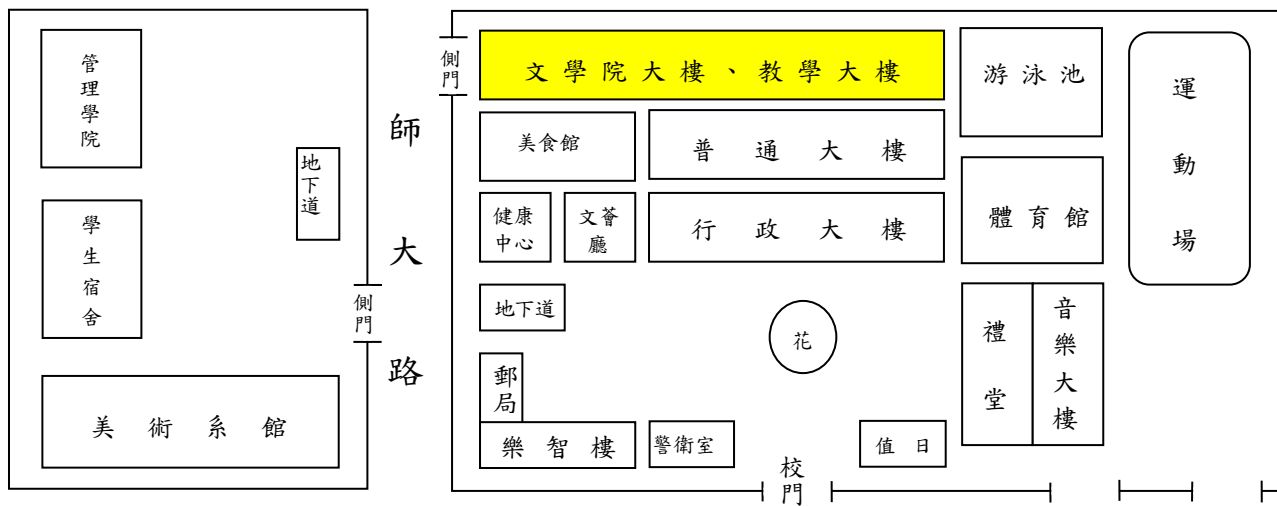 管理學院
學生宿舍
地下道
側門
美術系館
師大路
側門
文學院大樓、教學大樓
美食館
普通大樓
健康
中心
文薈
廳
行政大樓
地下道
郵局
樂智樓
警衛室
花
值日
校門
游泳池
體育館
禮堂
音樂大樓
運動場